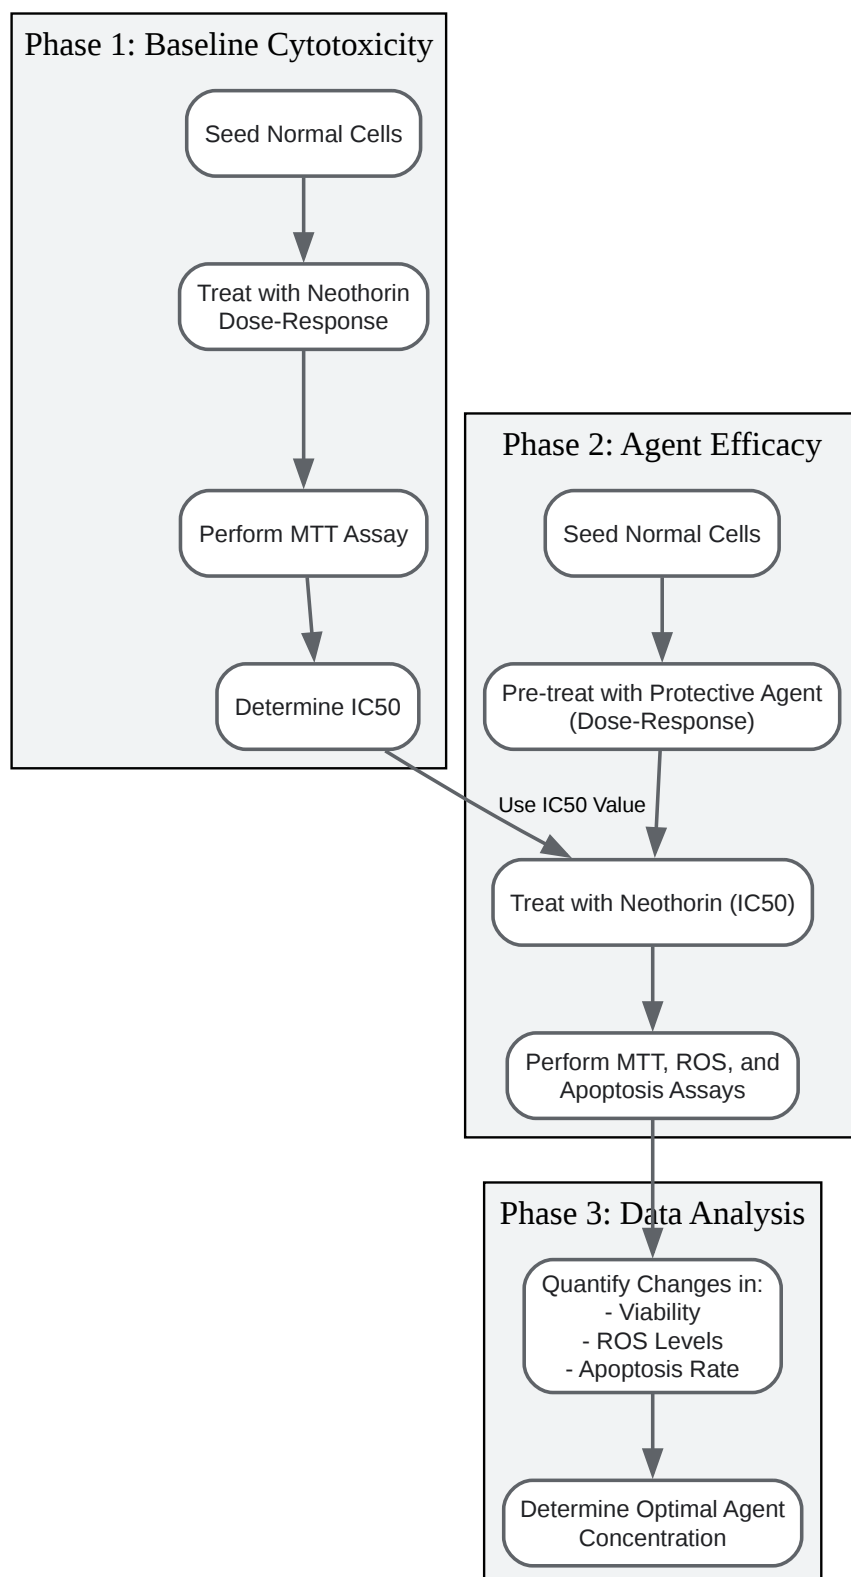 Phase 1: Baseline Cytotoxicity
Seed Normal Cells
Treat with Neothorin
Dose-Response
Perform MTT Assay
Determine IC50
Phase 2: Agent Efficacy
Seed Normal Cells
Pre-treat with Protective Agent
(Dose-Response)
Use IC50 Value
Treat with Neothorin (IC50)
Perform MTT, ROS, and
Apoptosis Assays
Phase 3: Data Analysis
Quantify Changes in:
- Viability
- ROS Levels
- Apoptosis Rate
Determine Optimal Agent
Concentration